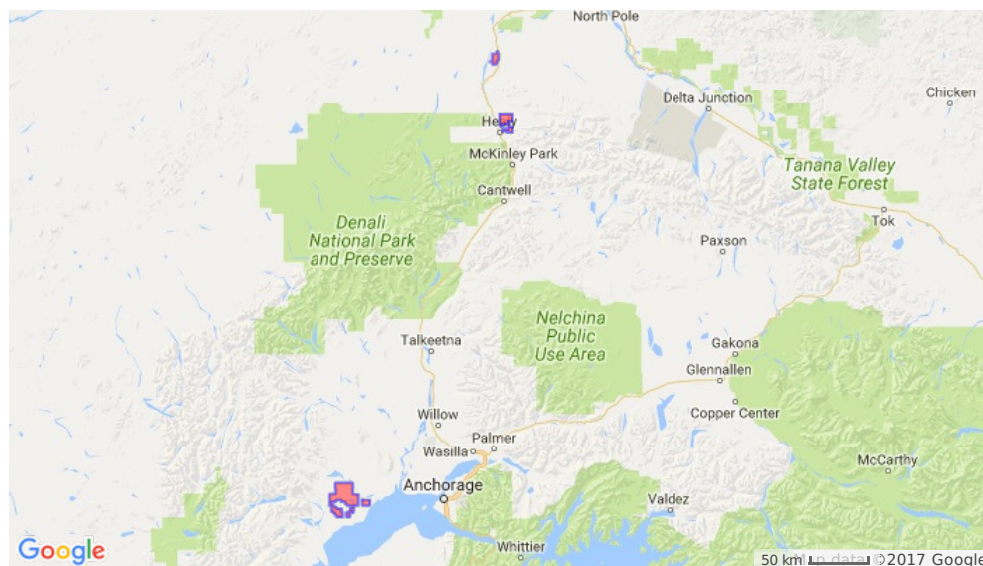 North Pole
Chicken
Delta Junction
Healy
McKinley Park
Tanana Valley
State Forest
Cantwell
Denali
National Park
and Preserve
Tok
Paxson
Nelchina
Public
Use Area
Talkeetna
Gakona
Glennallen
Copper Center
Willow
Palmer
Wasilla
McCarthy
Anchorage
Valdez
Whittier
Google
50 km
Map data ©2017 Google